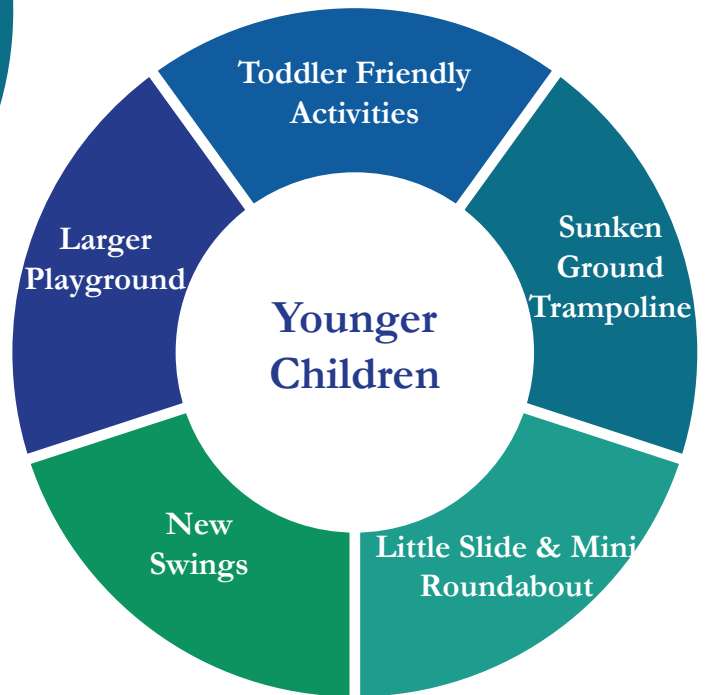 Toddler Friendly
Activities
Sunken
Ground
Trampoline
Little Slide & Mini
Roundabout
New
Swings
Larger
Playground
Younger
Children